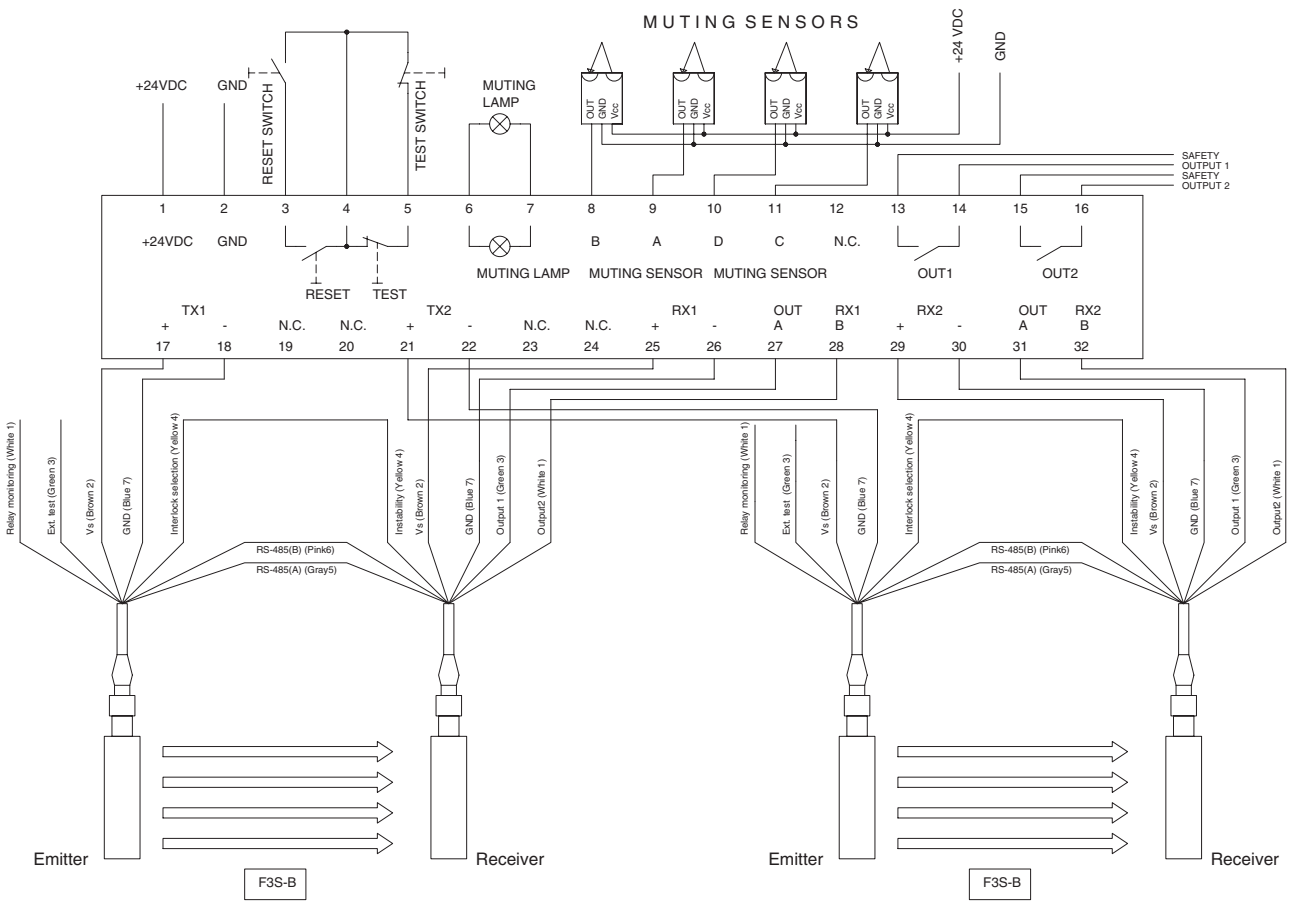 MUTING SENSORS
+24 VDC
GND
+24VDC
GND
RESET SWITCH
TEST SWITCH
MUTING
LAMP
OUT
GND
Vcc
OUT
GND
Vcc
OUT
GND
Vcc
OUT
GND
Vcc
SAFETY
OUTPUT 1
SAFETY
OUTPUT 2
1 2 3 4 5 6 7 8 9 10 11 12 13 14 15 16
+24VDC GND B A D C N.C.
MUTING LAMP MUTING SENSOR MUTING SENSOR OUT1 OUT2
RESET TEST
TX1 TX2 RX1 OUT RX1 RX2 OUT RX2
+ - N.C. N.C. + - N.C. N.C. + - A B + - A B
17 18 19 20 21 22 23 24 25 26 27 28 29 30 31 32
Relay monitoring (White 1)
Ext. test (Green 3)
Vs (Brown 2)
GND (Blue 7)
Interlock selection (Yellow 4)
Instability (Yellow 4)
Vs (Brown 2)
GND (Blue 7)
Output 1 (Green 3)
Output2 (White 1)
Relay monitoring (White 1)
Ext. test (Green 3)
Vs (Brown 2)
GND (Blue 7)
Interlock selection (Yellow 4)
Instability (Yellow 4)
Vs (Brown 2)
GND (Blue 7)
Output 1 (Green 3)
Output2 (White 1)
RS-485(B) (Pink6)
RS-485(A) (Gray5)
RS-485(B) (Pink6)
RS-485(A) (Gray5)
Emitter
Receiver
Emitter
Receiver
F3S-B
F3S-B